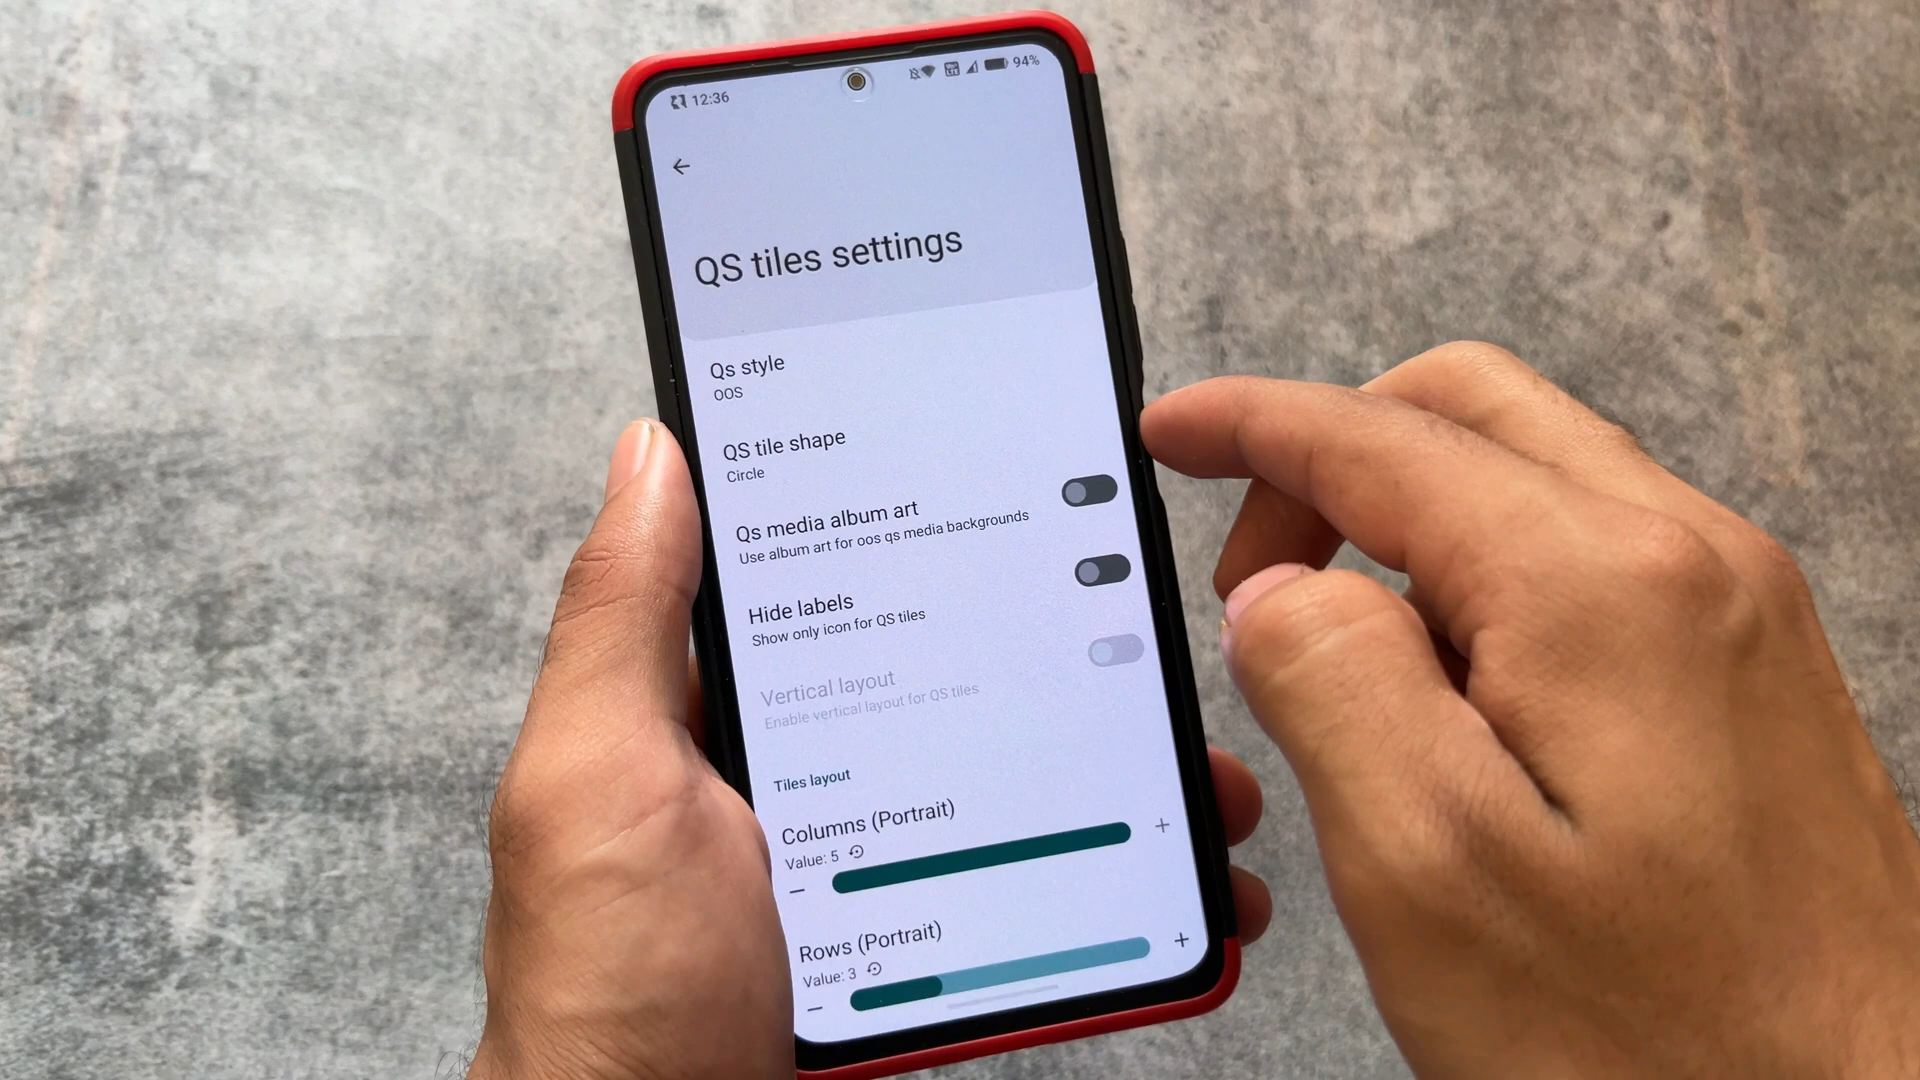 12:36
94%
QS tiles settings
Qs style
OOS
QS tile shape
Circle
Qs media album art
Use album art for oos qs media backgrounds
Hide labels
Show only icon for QS tiles
Vertical layout
Enable vertical layout for QS tiles
Tiles layout
Columns (Portrait)
Value: 5
Rows (Portrait)
Value: 3